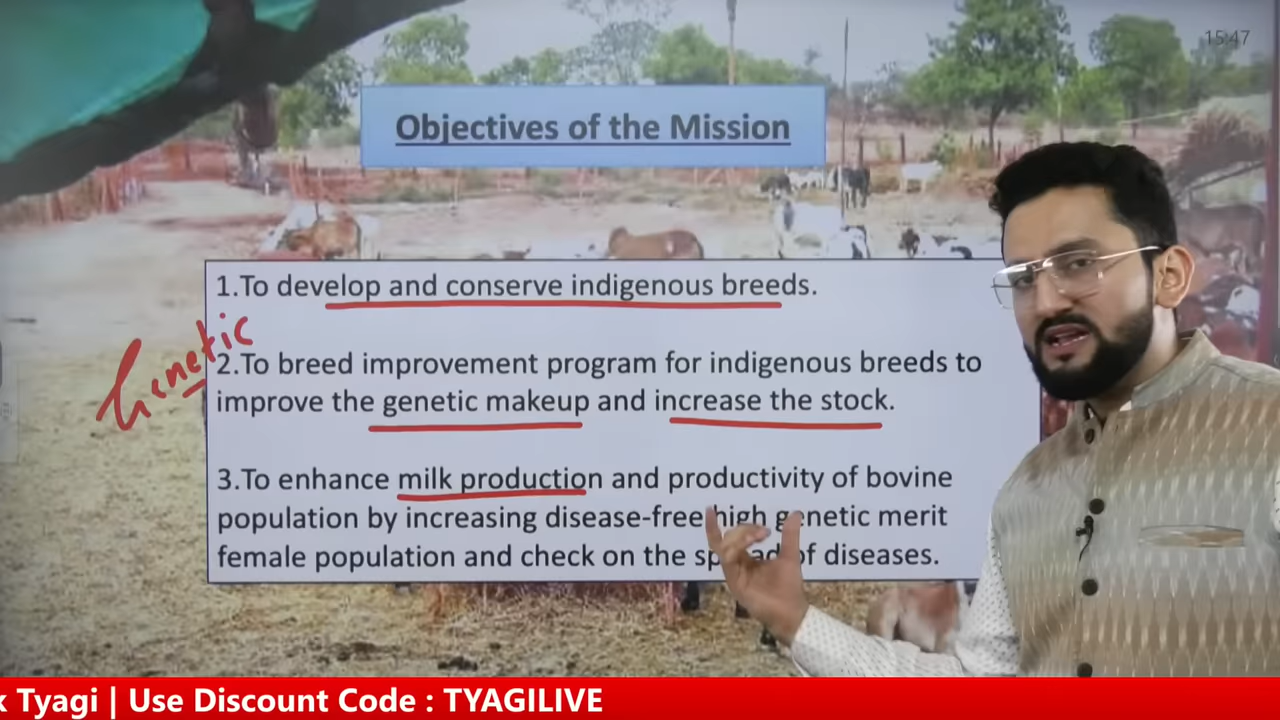 15:47
Objectives of the Mission
1.To develop and conserve indigenous breeds.
Genetic
2.To breed improvement program for indigenous breeds to
improve the genetic makeup and increase the stock.
3.To enhance milk production and productivity of bovine
population by increasing disease-free high genetic merit
female population and check on the spread of diseases.
k Tyagi | Use Discount Code : TYAGILIVE